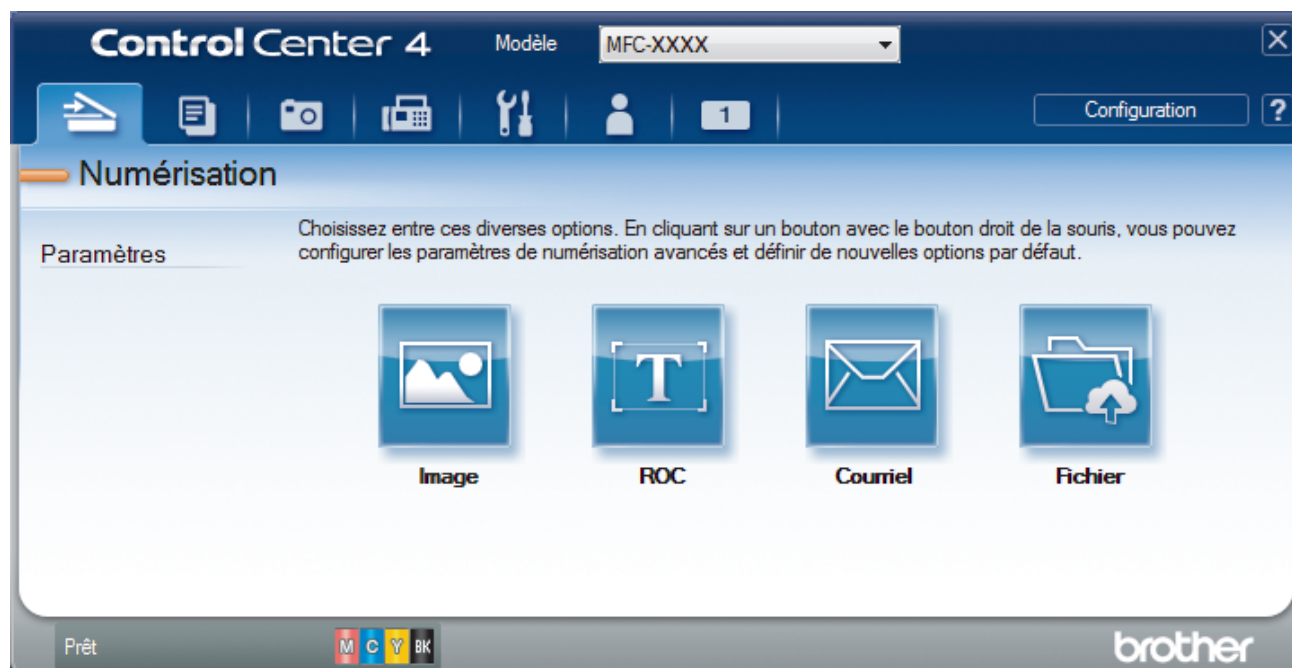 Control Center 4 Modèle MFC-XXXX
1 Configuration ?
Numérisation
Paramètres
Choisissez entre ces diverses options. En cliquant sur un bouton avec le bouton droit de la souris, vous pouvez
configurer les paramètres de numérisation avancés et définir de nouvelles options par défaut.
T
Image ROC Courriel Fichier
Prêt M C Y BK brother